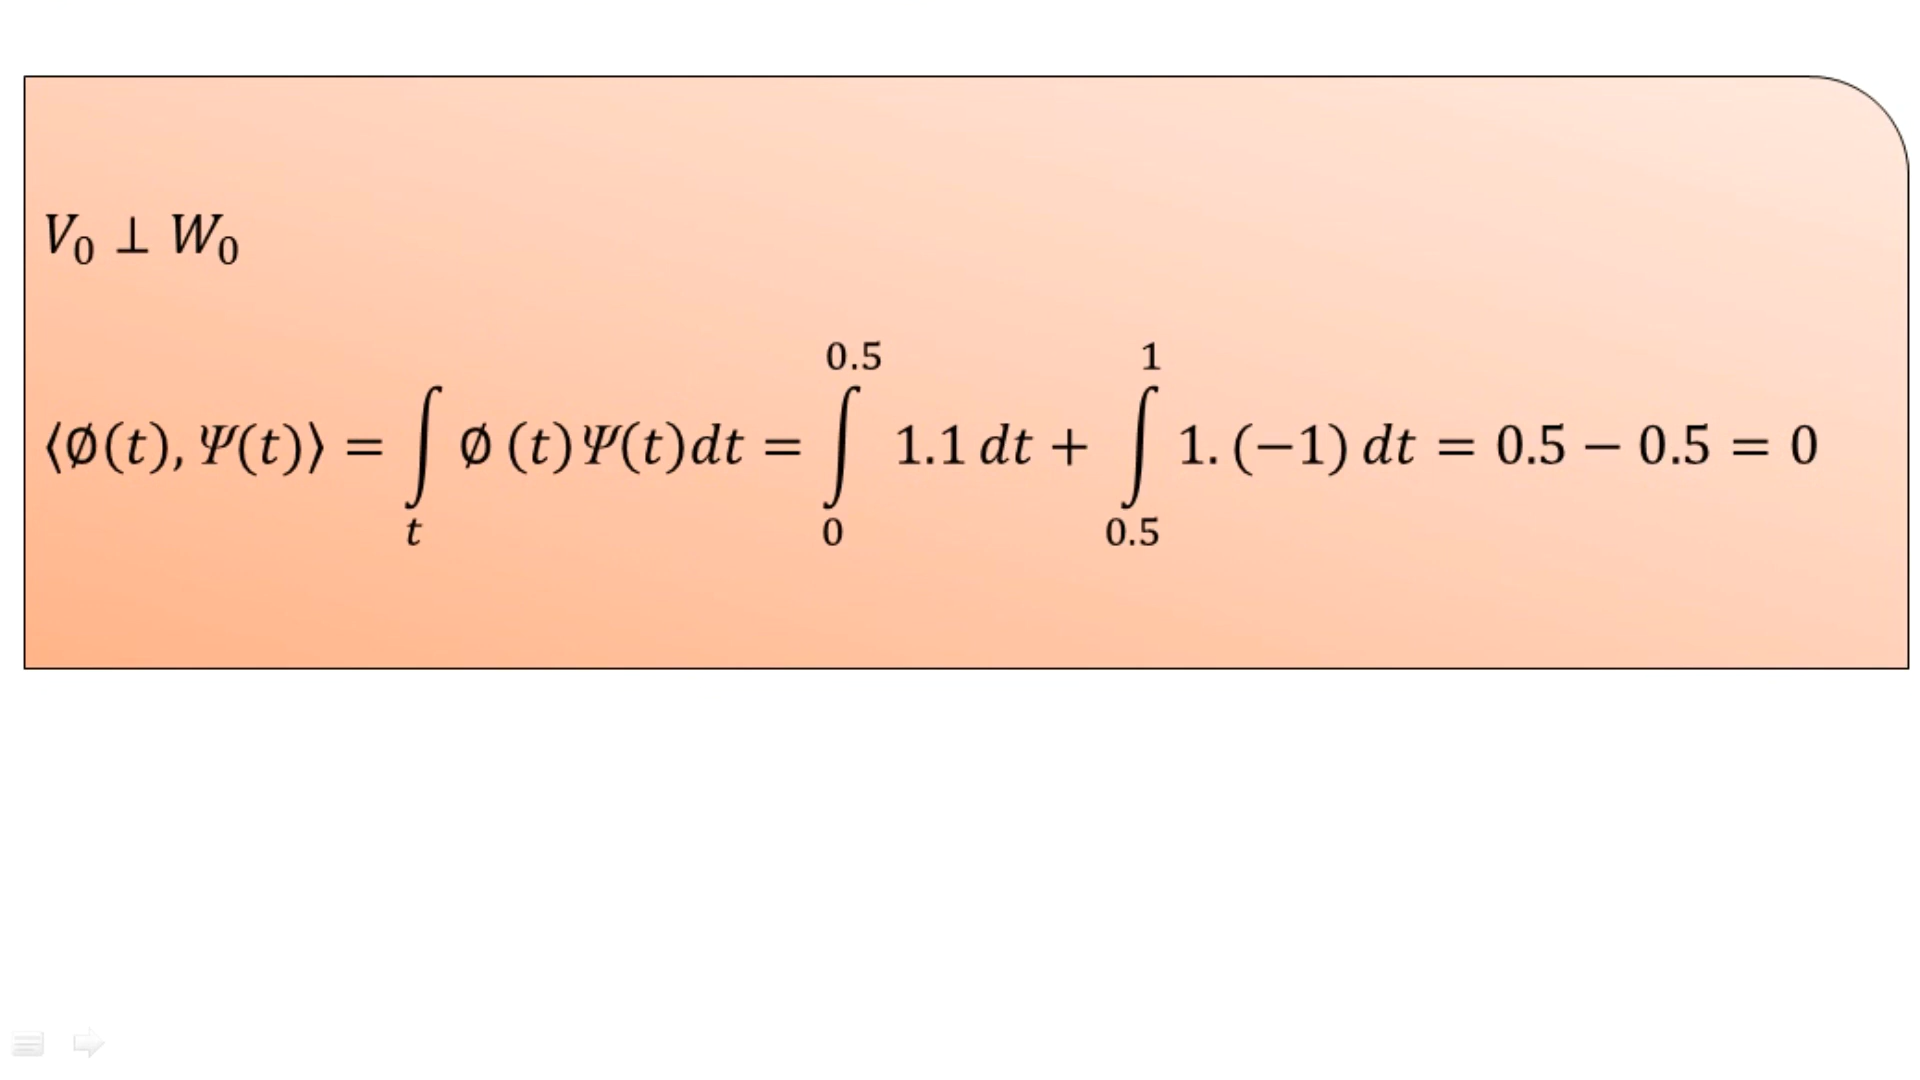 V₀ ⊥ W₀
⟨∅(t), Ψ(t)⟩ = ∫ₜ ∅ (t)Ψ(t)dt = ∫₀^0.5 1.1 dt + ∫_0.5^1 1. (−1) dt = 0.5 − 0.5 = 0